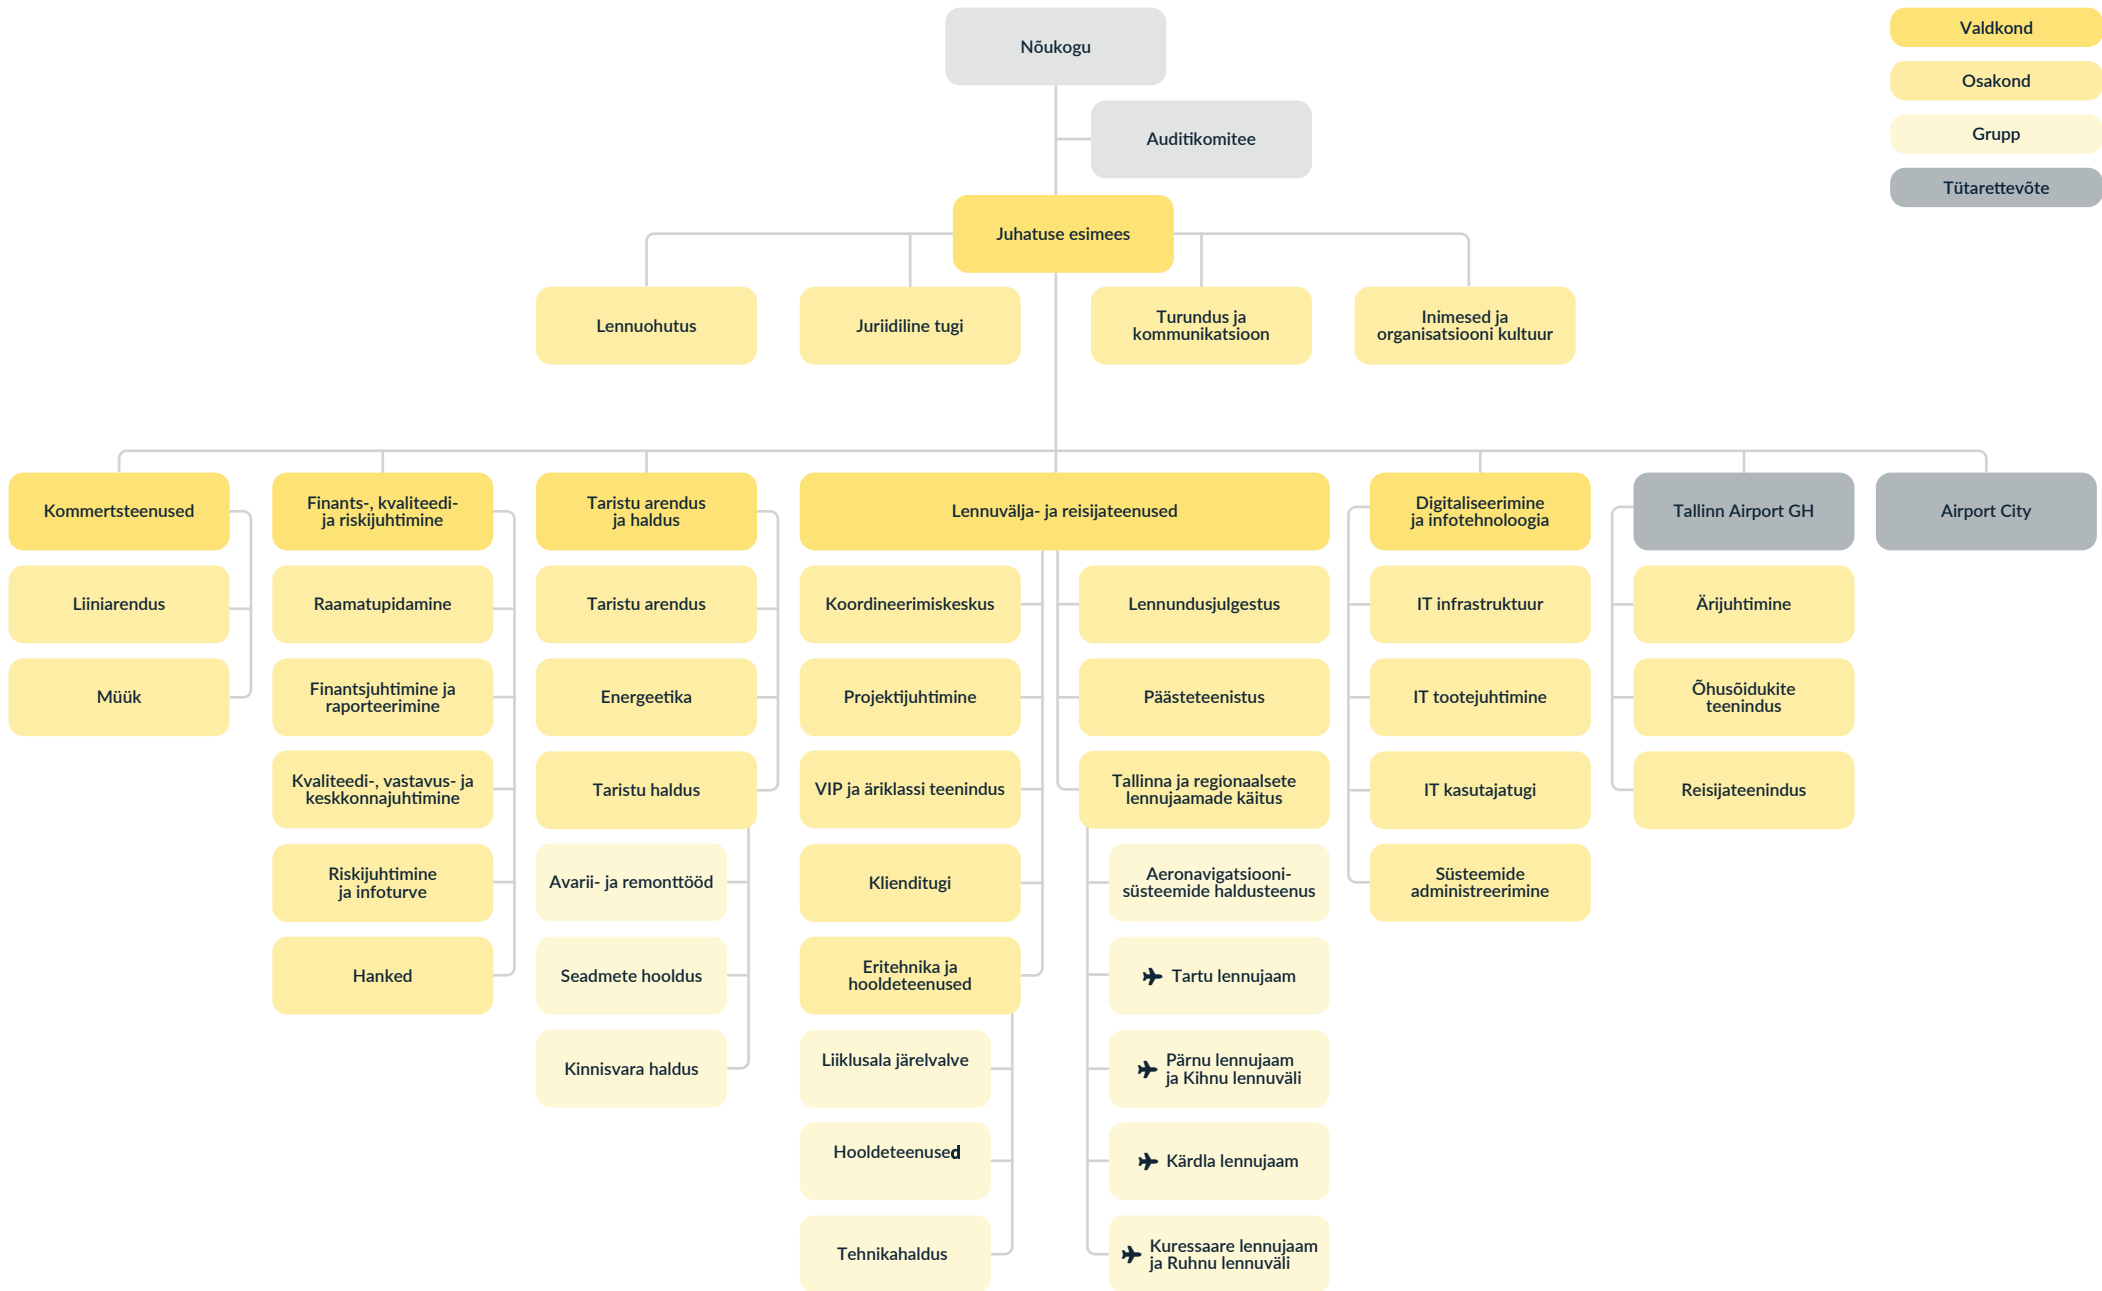 Nõukogu
Auditikomitee
Valdkond
Osakond
Grupp
Tütarettevõte
Juhatuse esimees
Lennuohutus
Juriidiline tugi
Turundus ja
kommunikatsioon
Inimesed ja
organisatsiooni kultuur
Kommertsteenused
Liiniarendus
Müük
Finants-, kvaliteedi-
ja riskijuhtimine
Raamatupidamine
Finantsjuhtimine ja
raporteerimine
Kvaliteedi-, vastavus- ja
keskkonnajuhtimine
Riskijuhtimine
ja infoturve
Hanked
Taristu arendus
ja haldus
Taristu arendus
Energeetika
Taristu haldus
Avarii- ja remonttööd
Seadmete hooldus
Kinnisvara haldus
Lennuvälja- ja reisijateenused
Koordineerimiskeskus
Projektijuhtimine
VIP ja äriklassi teenindus
Klienditugi
Eritehnika ja
hooldeteenused
Liiklusala järelvalve
Hooldeteenused
Tehnikahaldus
Lennundusjulgestus
Päästeteenistus
Tallinna ja regionaalsete
lennujaamade käitus
Aeronavigatsiooni-
süsteemide haldusteenus
Tartu lennujaam
Pärnu lennujaam
ja Kihnu lennuväli
Kärdla lennujaam
Kuressaare lennujaam
ja Ruhnu lennuväli
Digitaliseerimine
ja infotehnoloogia
IT infrastruktuur
IT tootejuhtimine
IT kasutajatugi
Süsteemide
administreerimine
Tallinn Airport GH
Ärijuhtimine
Õhusõidukite
teenindus
Reisijateenindus
Airport City